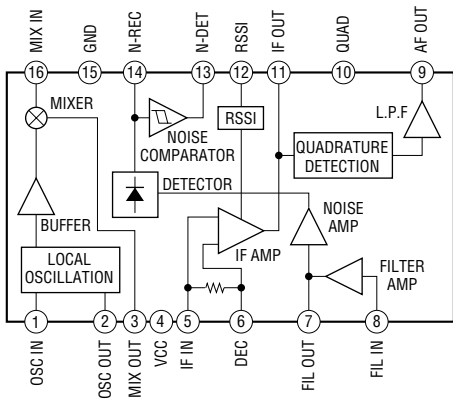 MIX IN
GND
N-REC
N-DET
RSSI
IF OUT
QUAD
AF OUT
16
15
14
13
12
11
10
9
MIXER
L.P.F
RSSI
NOISE
COMPARATOR
QUADRATURE
DETECTION
DETECTOR
NOISE
AMP
BUFFER
IF AMP
LOCAL
OSCILLATION
FILTER
AMP
1
2
3
4
5
6
7
8
OSC IN
OSC OUT
MIX OUT
VCC
IF IN
DEC
FIL OUT
FIL IN